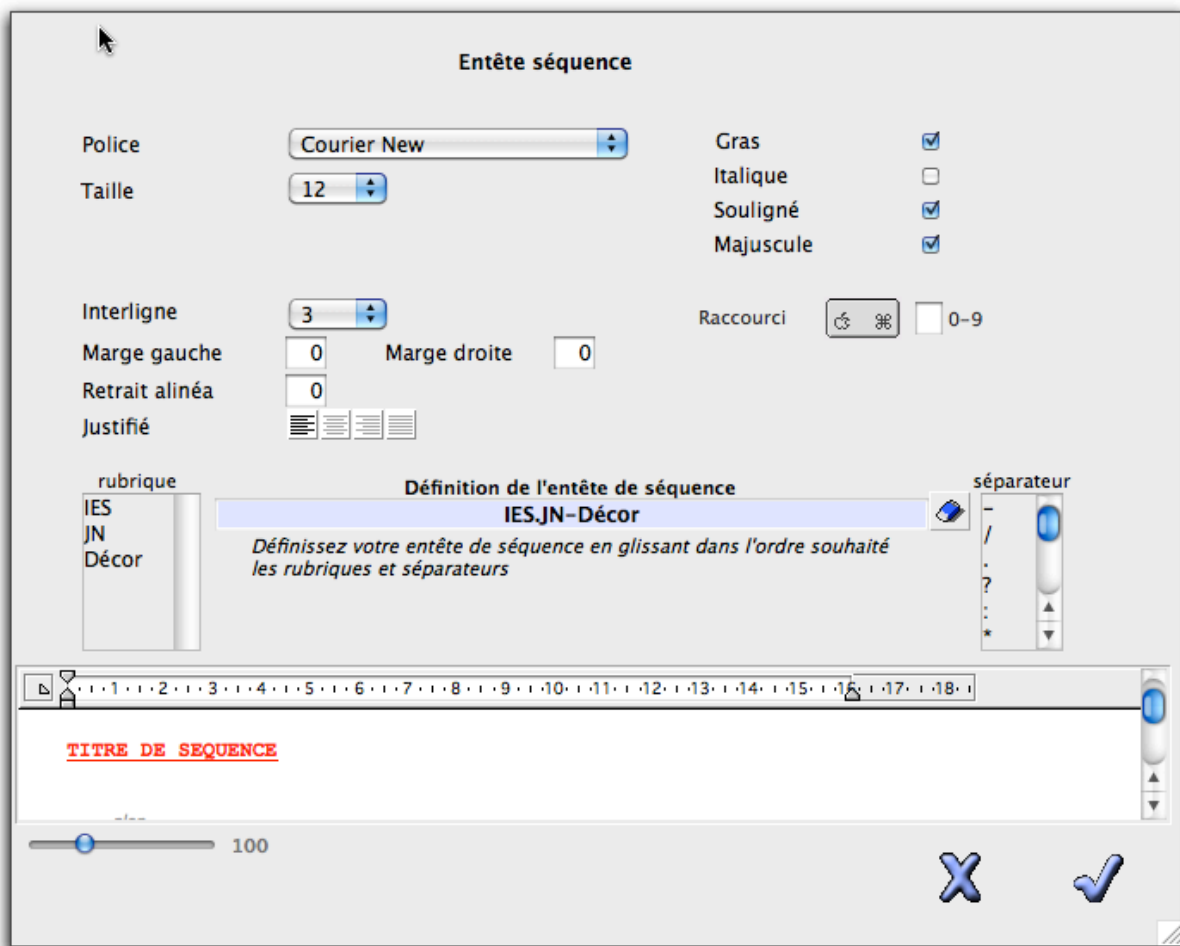 Entête séquence
Police Courier New
Gras
Taille 12
Italique
Souligné
Majuscule
Interligne 3
Raccourci ⌘ 0-9
Marge gauche 0 Marge droite 0
Retrait alinéa 0
Justifié
rubrique
IES
JN
Décor
Définition de l'entête de séquence
IES.JN-Décor
Définissez votre entête de séquence en glissant dans l'ordre souhaité
les rubriques et séparateurs
séparateur
-
/
.
?
:
*
1 2 3 4 5 6 7 8 9 10 11 12 13 14 15 16 17 18
TITRE DE SEQUENCE
100